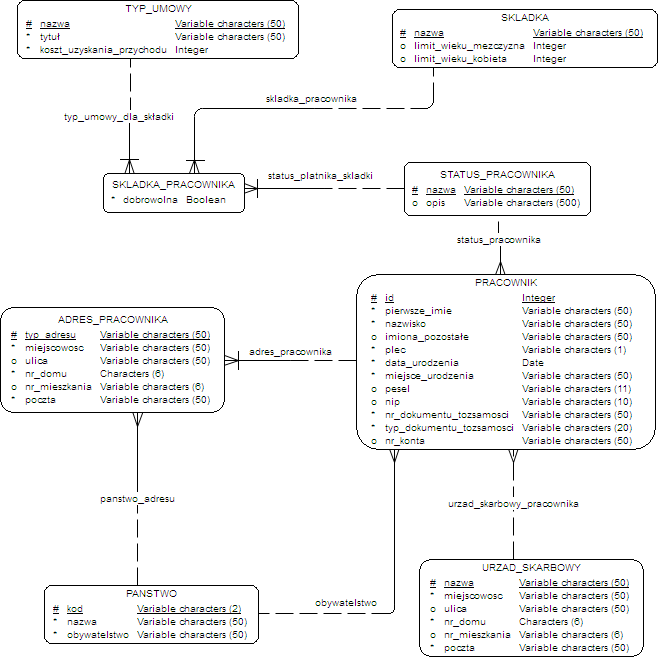 TYP_UMOWY
# nazwa Variable characters (50)
* tytuł Variable characters (50)
* koszt_uzyskania_przychodu Integer
SKLADKA
# nazwa Variable characters (50)
o limit_wieku_mezczyzna Integer
o limit_wieku_kobieta Integer
skladka_pracownika
typ_umowy_dla_składki
SKLADKA_PRACOWNIKA
* dobrowolna Boolean
status_platnika_skladki
STATUS_PRACOWNIKA
# nazwa Variable characters (50)
o opis Variable characters (500)
status_pracownika
PRACOWNIK
# id Integer
* pierwsze_imie Variable characters (50)
* nazwisko Variable characters (50)
o imiona_pozostałe Variable characters (50)
* plec Variable characters (1)
* data_urodzenia Date
* miejsce_urodzenia Variable characters (50)
o pesel Variable characters (11)
o nip Variable characters (10)
* nr_dokumentu_tozsamosci Variable characters (50)
* typ_dokumentu_tozsamosci Variable characters (20)
o nr_konta Variable characters (50)
ADRES_PRACOWNIKA
# typ_adresu Variable characters (50)
* miejscowosc Variable characters (50)
o ulica Variable characters (50)
* nr_domu Characters (6)
o nr_mieszkania Variable characters (6)
* poczta Variable characters (50)
adres_pracownika
panstwo_adresu
urzad_skarbowy_pracownika
PANSTWO
# kod Variable characters (2)
* nazwa Variable characters (50)
* obywatelstwo Variable characters (50)
obywatelstwo
URZAD_SKARBOWY
# nazwa Variable characters (50)
* miejscowosc Variable characters (50)
o ulica Variable characters (50)
* nr_domu Characters (6)
o nr_mieszkania Variable characters (6)
* poczta Variable characters (50)